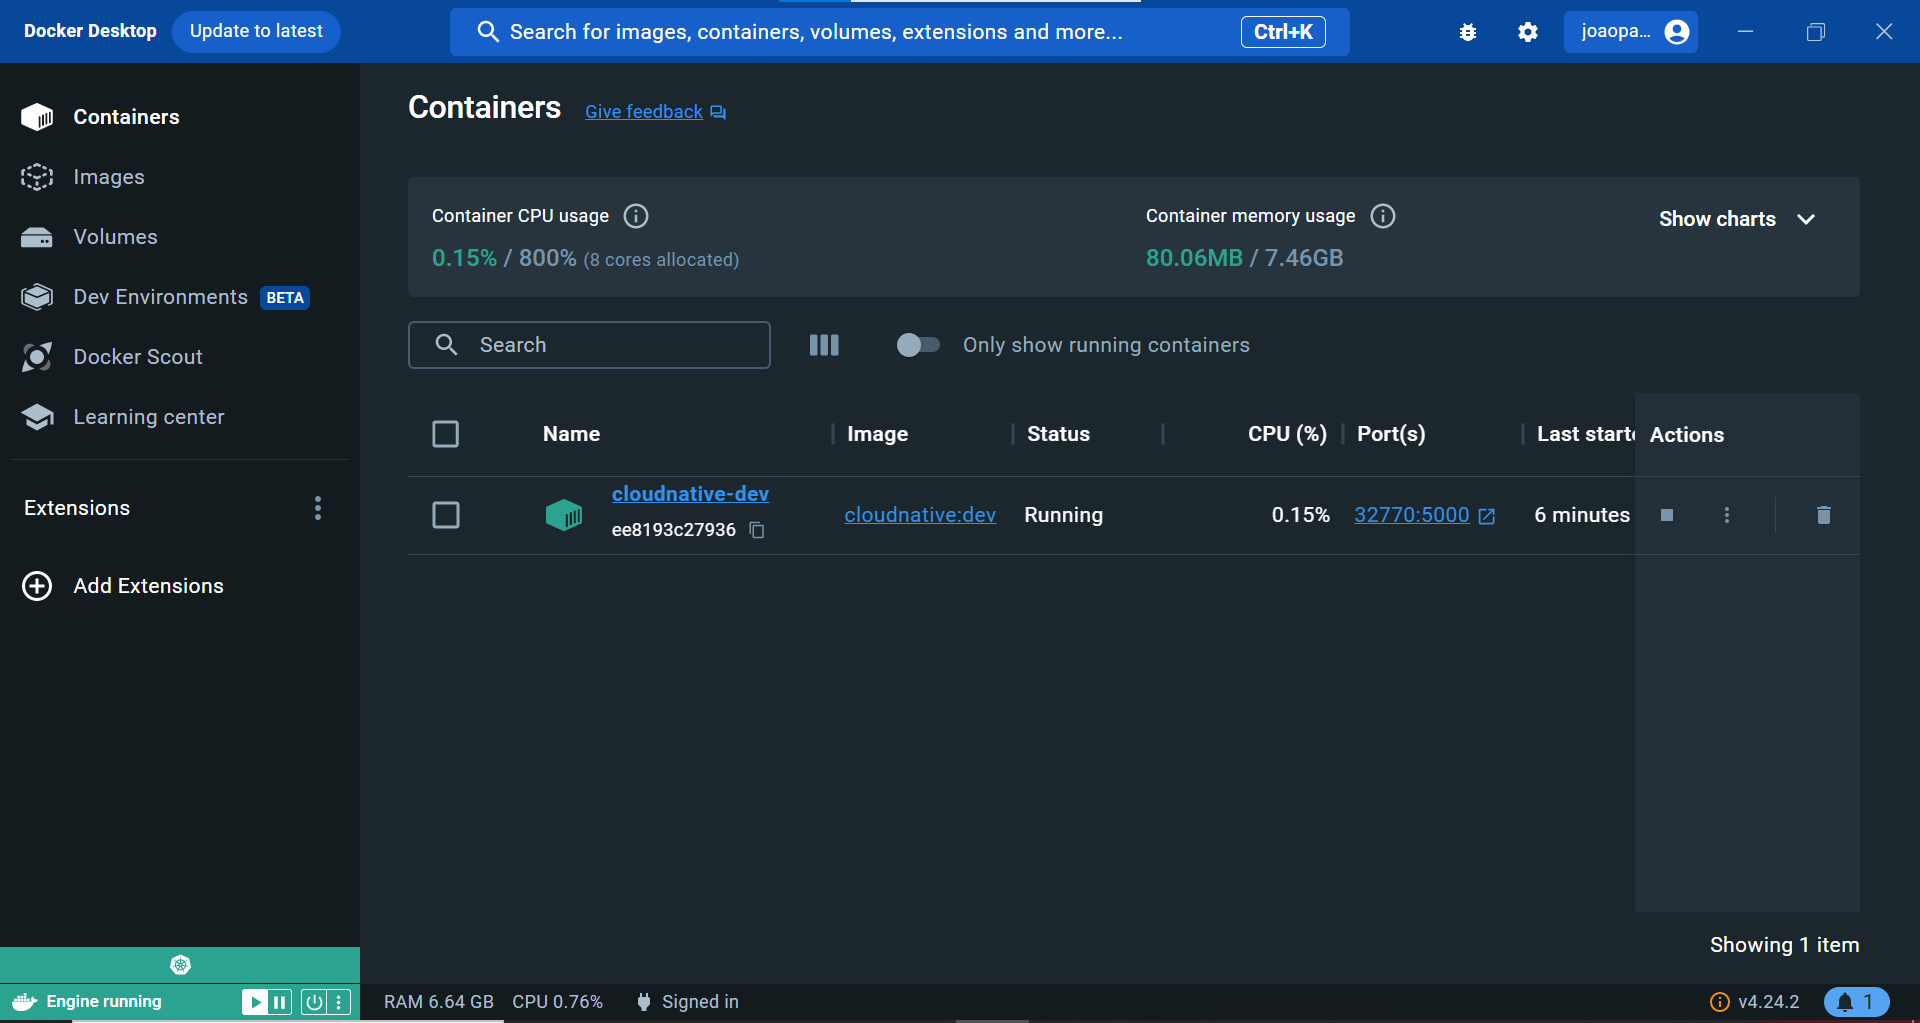 Docker Desktop Update to latest Search for images, containers, volumes, extensions and more... Ctrl+K joaopa...
Containers
Images
Volumes
Dev Environments BETA
Docker Scout
Learning center
Extensions
Add Extensions
Containers Give feedback
Container CPU usage
0.15% / 800% (8 cores allocated)
Container memory usage
80.06MB / 7.46GB
Show charts
Search
Only show running containers
Name Image Status CPU (%) Port(s) Last starte Actions
cloudnative-dev
ee8193c27936
cloudnative:dev Running 0.15% 32770:5000 6 minutes
Showing 1 item
Engine running
RAM 6.64 GB CPU 0.76% Signed in v4.24.2 1